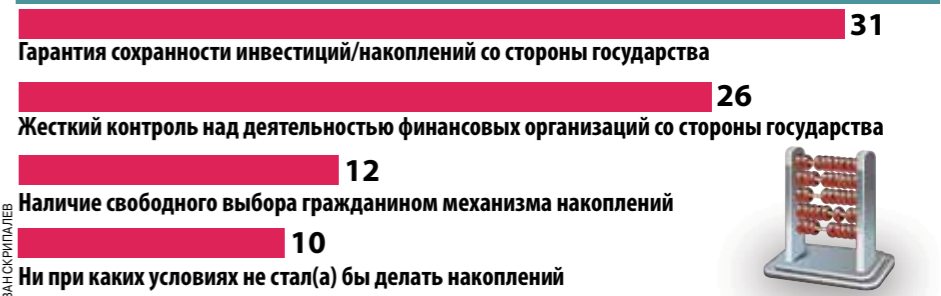 31
Гарантия сохранности инвестиций/накоплений со стороны государства
26
Жесткий контроль над деятельностью финансовых организаций со стороны государства
12
Наличие свободного выбора гражданином механизма накоплений
10
Ни при каких условиях не стал(а) бы делать накоплений
СКРИПАЛЕВ